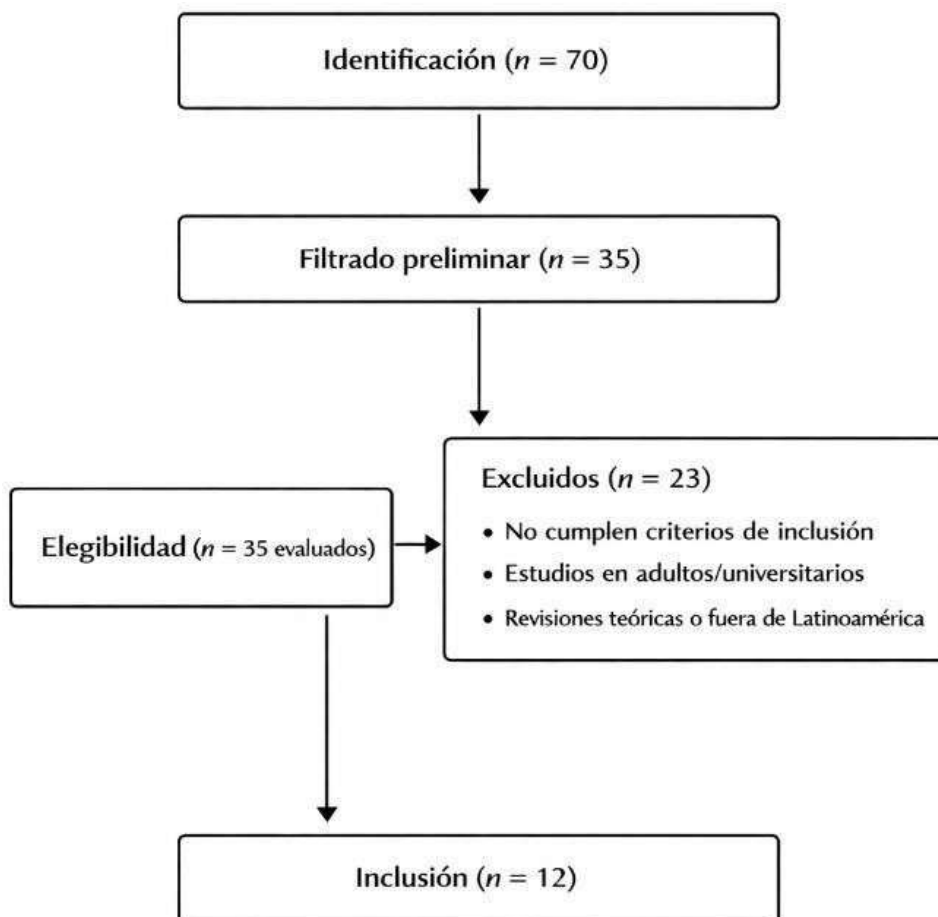 Identificación (n = 70)
Filtrado preliminar (n = 35)
Elegibilidad (n = 35 evaluados)
Excluidos (n = 23)
• No cumplen criterios de inclusión
• Estudios en adultos/universitarios
• Revisiones teóricas o fuera de Latinoamérica
Inclusión (n = 12)